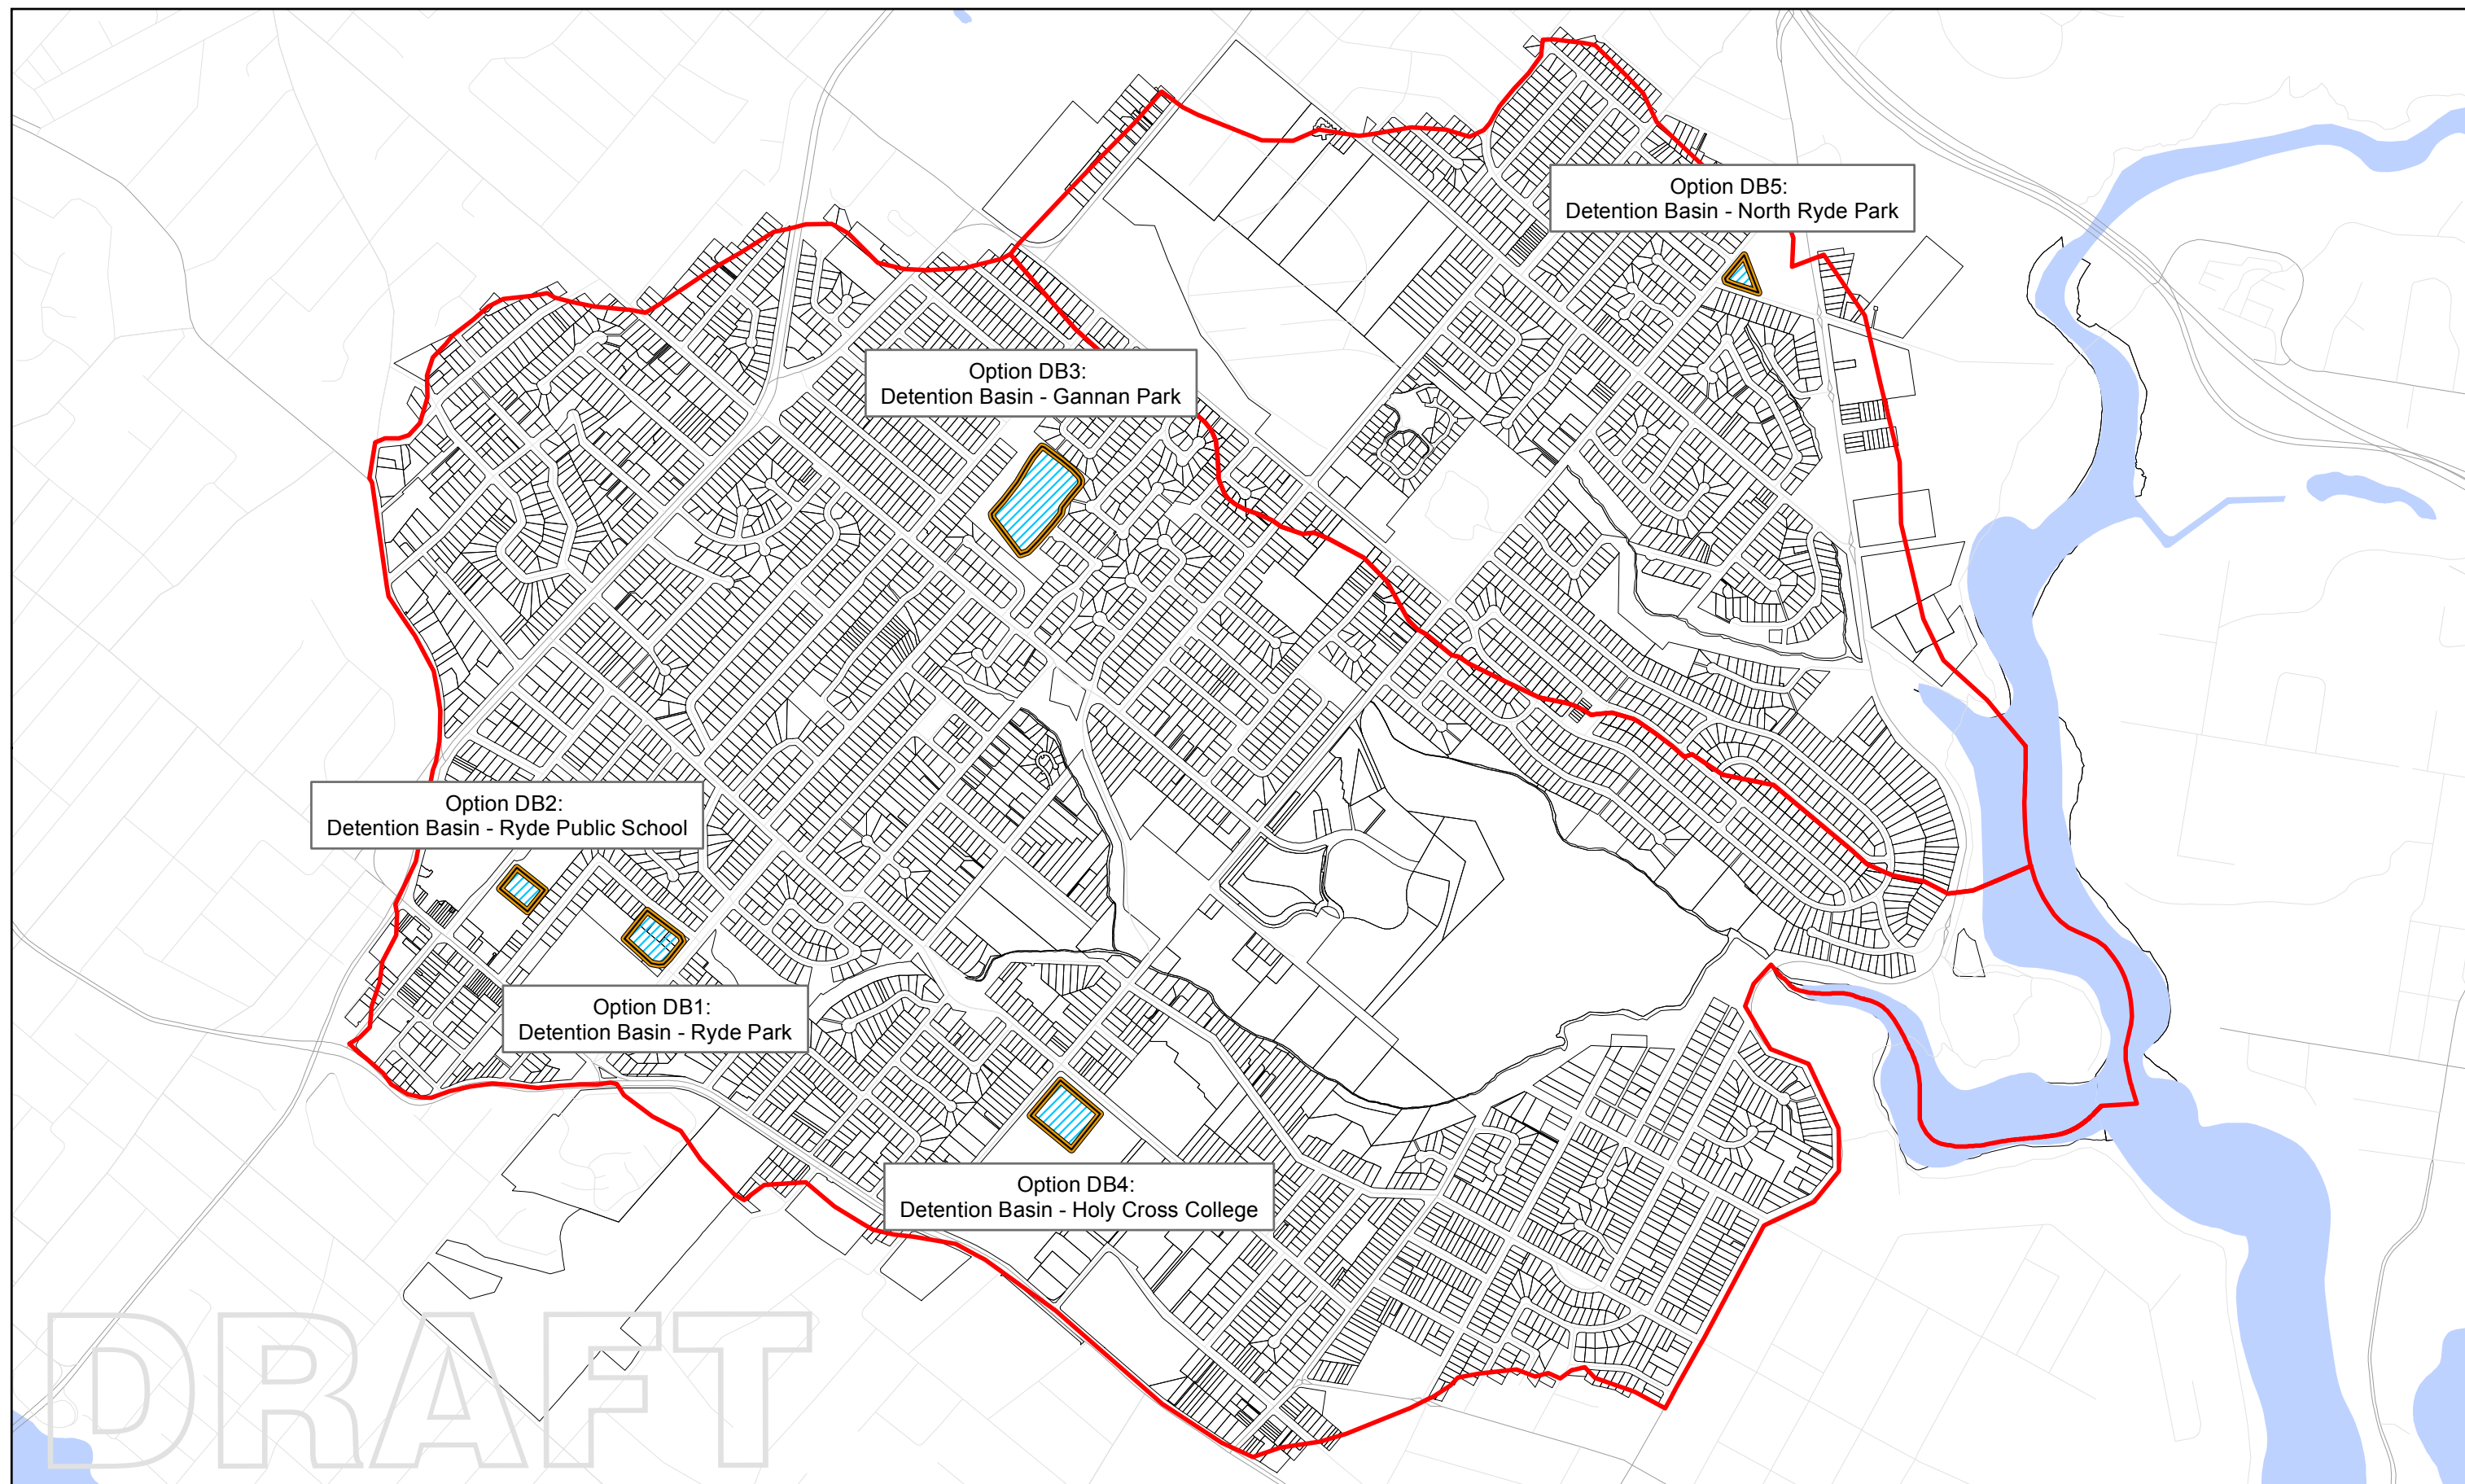 Option DB5:
Detention Basin - North Ryde Park
Option DB3:
Detention Basin - Gannan Park
Option DB2:
Detention Basin - Ryde Public School
Option DB1:
Detention Basin - Ryde Park
Option DB4:
Detention Basin - Holy Cross College
DRAFT